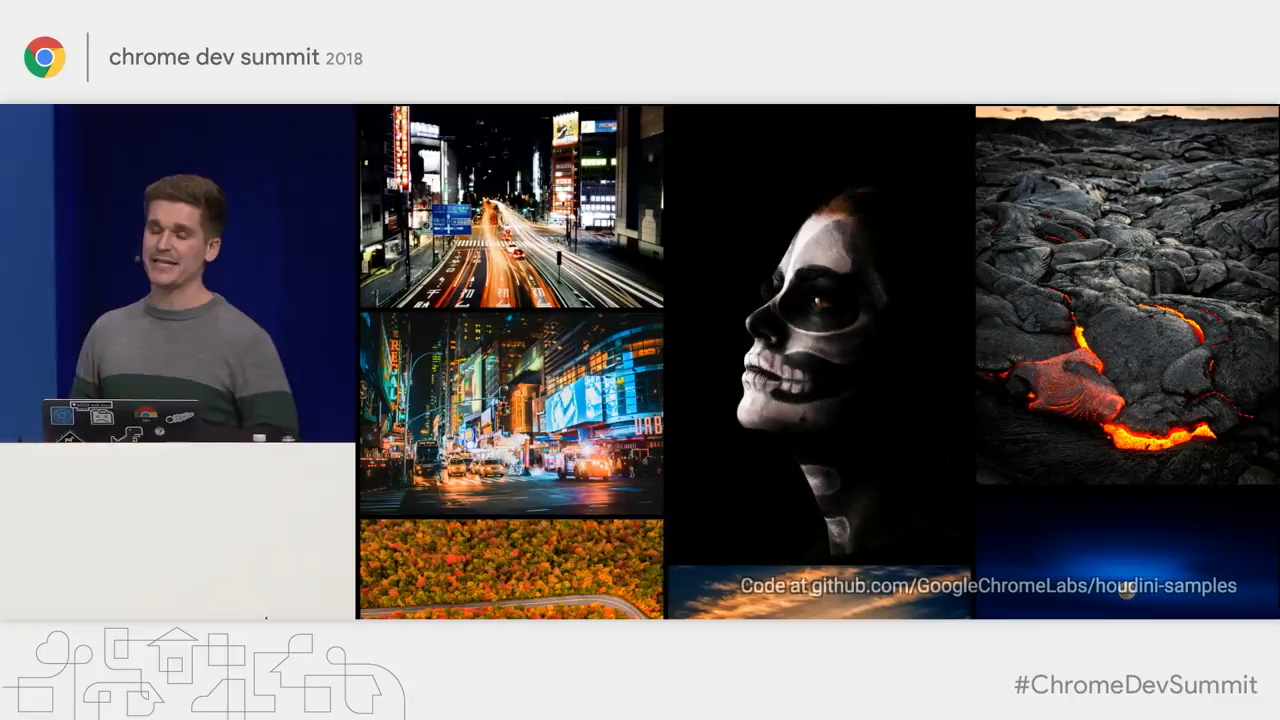 chrome dev summit 2018
Code at github.com/GoogleChromeLabs/houdini-samples
#ChromeDevSummit